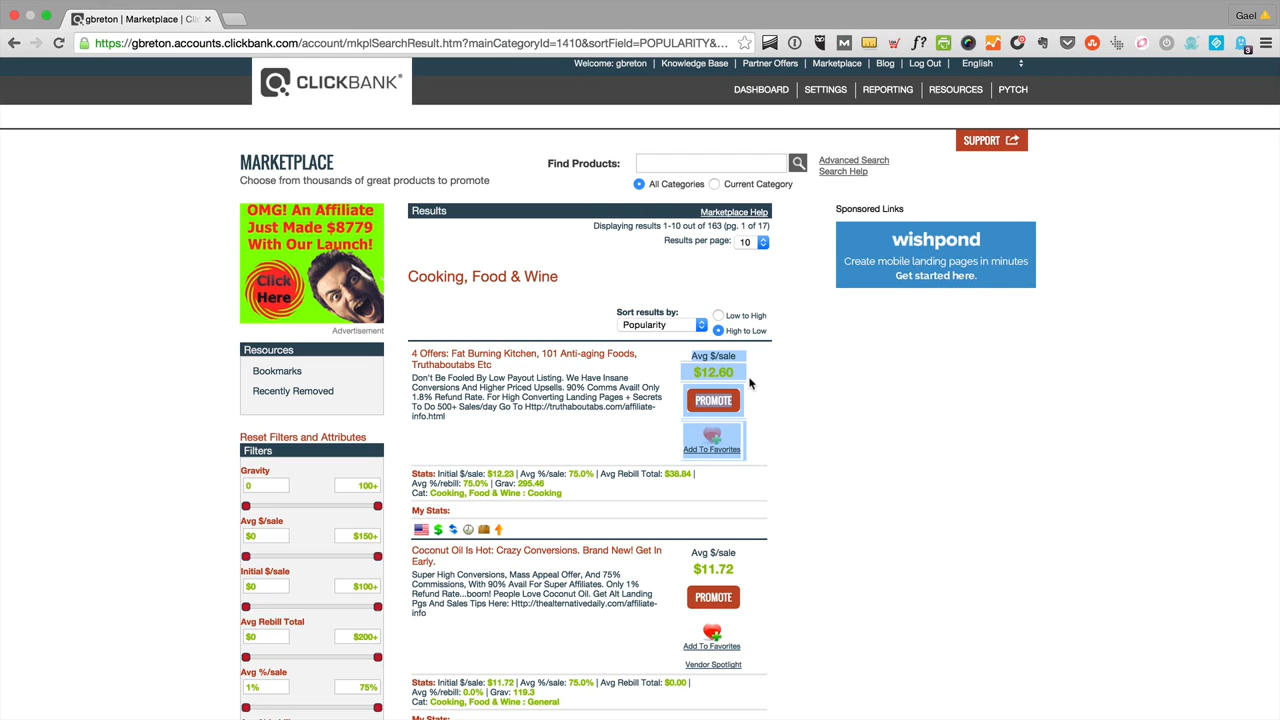 gbreton | Marketplace | Cli
Gael
https://gbreton.accounts.clickbank.com/account/mkplSearchResult.htm?mainCategoryId=1410&sortField=POPULARITY&...
3
Welcome: gbreton | Knowledge Base | Partner Offers | Marketplace | Blog | Log Out | English
CLICKBANK®
DASHBOARD | SETTINGS | REPORTING | RESOURCES | PYTCH
SUPPORT
MARKETPLACE
Choose from thousands of great products to promote
Find Products:
Advanced Search
Search Help
All Categories Current Category
OMG! An Affiliate
Just Made $8779
With Our Launch!
Click
Here
Advertisement
Results
Marketplace Help
Displaying results 1-10 out of 163 (pg. 1 of 17)
Results per page: 10
Sponsored Links
wishpond
Create mobile landing pages in minutes
Get started here.
Cooking, Food & Wine
Sort results by:
Popularity
Low to High
High to Low
Resources
Bookmarks
Recently Removed
Reset Filters and Attributes
Filters
Gravity
0 100+
Avg $/sale
$0 $150+
Initial $/sale
$0 $100+
Avg Rebill Total
$0 $200+
Avg %/sale
1% 75%
4 Offers: Fat Burning Kitchen, 101 Anti-aging Foods,
Truthaboutabs Etc
Don't Be Fooled By Low Payout Listing. We Have Insane
Conversions And Higher Priced Upsells. 90% Comms Avail! Only
1.8% Refund Rate. For High Converting Landing Pages + Secrets
To Do 500+ Sales/day Go To Http://truthaboutabs.com/affiliate-
info.html
Avg $/sale
$12.60
PROMOTE
Add To Favorites
Stats: Initial $/sale: $12.23 | Avg %/sale: 75.0% | Avg Rebill Total: $38.84 |
Avg %/rebill: 75.0% | Grav: 295.46
Cat: Cooking, Food & Wine : Cooking
My Stats:
Coconut Oil Is Hot: Crazy Conversions. Brand New! Get In
Early.
Super High Conversions, Mass Appeal Offer, And 75%
Commissions, With 90% Avail For Super Affiliates. Only 1%
Refund Rate...boom! People Love Coconut Oil. Get Alt Landing
Pgs And Sales Tips Here: Http://thealternativedaily.com/affiliate-
info
Avg $/sale
$11.72
PROMOTE
Add To Favorites
Vendor Spotlight
Stats: Initial $/sale: $11.72 | Avg %/sale: 75.0% | Avg Rebill Total: $0.00 |
Avg %/rebill: 0.0% | Grav: 119.3
Cat: Cooking, Food & Wine : General
My Stats: